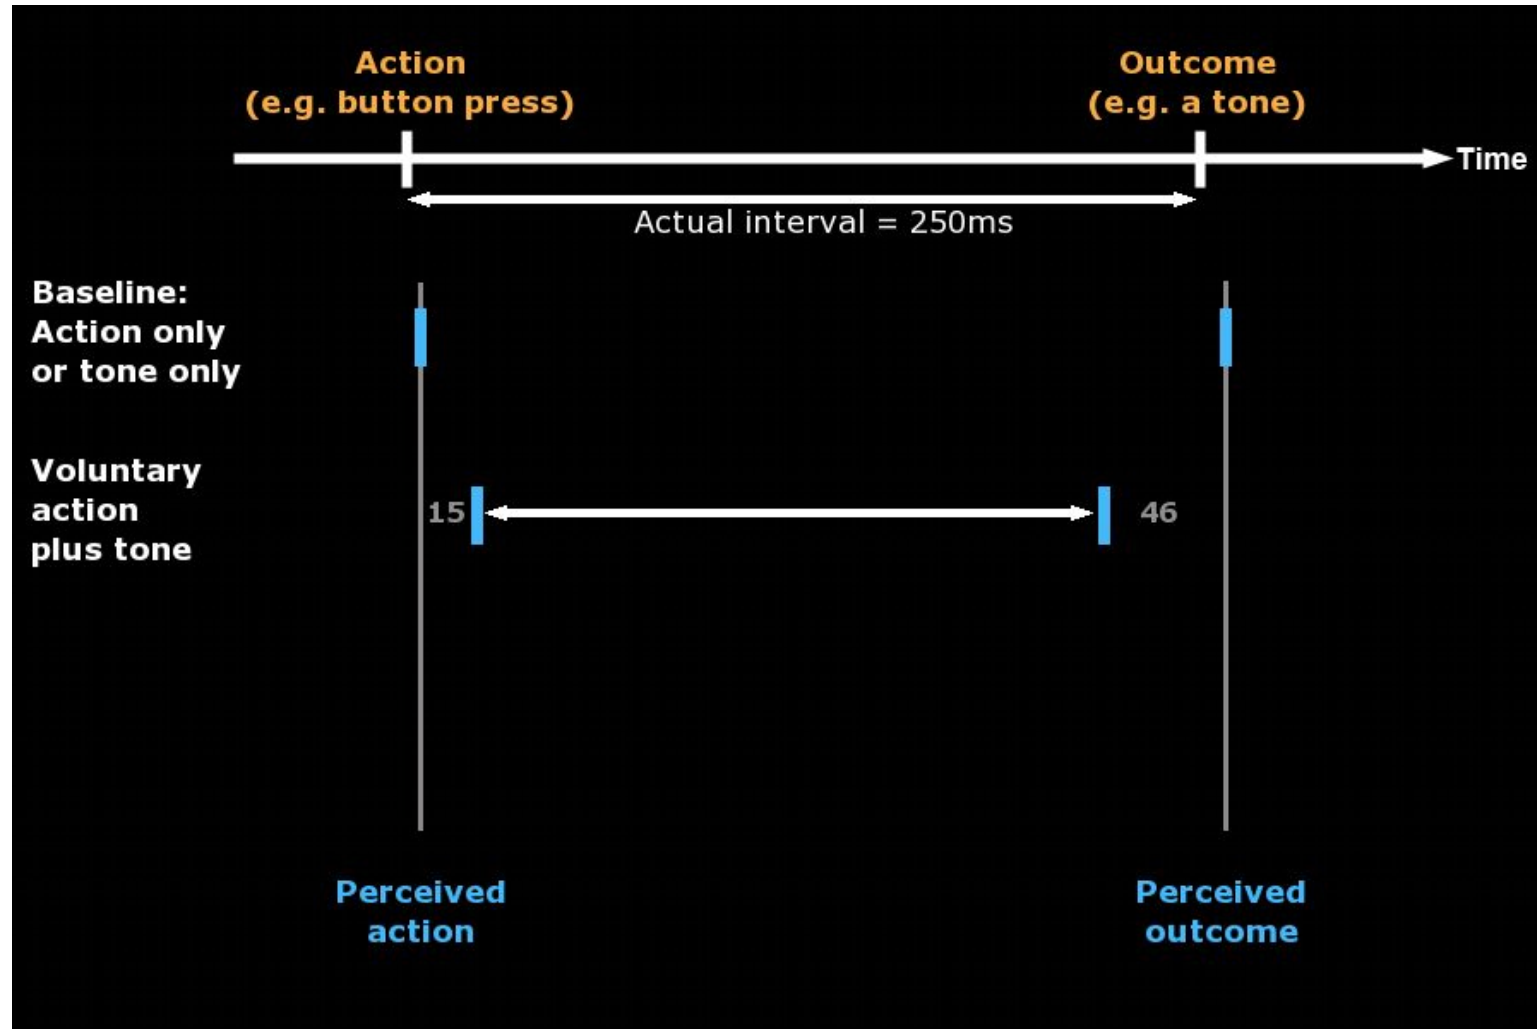 Action
(e.g. button press)
Outcome
(e.g. a tone)
Time
Actual interval = 250ms
Baseline:
Action only
or tone only
Voluntary
action
plus tone
15
46
Perceived
action
Perceived
outcome